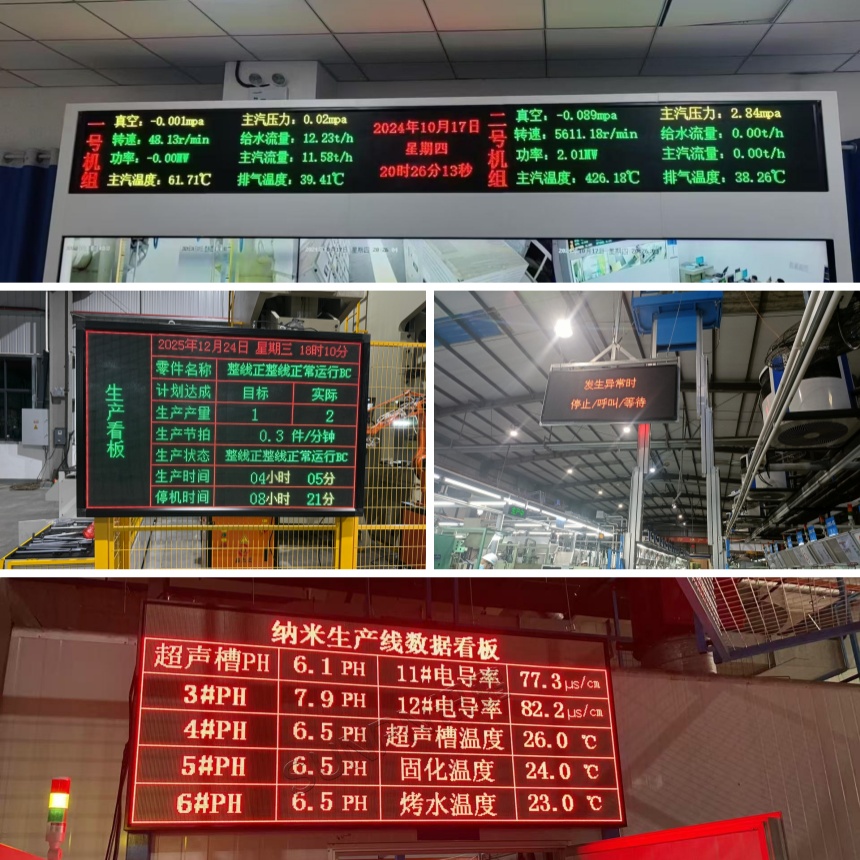 一号机组
真空：-0.001mpa 主汽压力：0.02mpa
转速：48.13r/min 给水流量：12.23t/h
功率：-0.00MW 主汽流量：11.58t/h
主汽温度：61.71℃ 排气温度：39.41℃
2024年10月17日
星期四
20时26分13秒
二号机组
真空：-0.089mpa 主汽压力：2.84mpa
转速：5611.18r/min 给水流量：0.00t/h
功率：2.01MW 主汽流量：0.00t/h
主汽温度：426.18℃ 排气温度：38.26℃
生产看板
2025年12月24日 星期三 18时10分
零件名称 整线正整线正常运行BC
计划达成 目标 实际
生产产量 1 2
生产节拍 0.3 件/分钟
生产状态 整线正整线正常运行BC
生产时间 04小时 05分
停机时间 08小时 21分
发生异常时
停止/呼叫/等待
纳米生产线数据看板
超声槽PH 6.1 PH 11#电导率 77.3μs/cm
3#PH 7.9 PH 12#电导率 82.2μs/cm
4#PH 6.5 PH 超声槽温度 26.0 ℃
5#PH 6.5 PH 固化温度 24.0 ℃
6#PH 6.5 PH 烤水温度 23.0 ℃